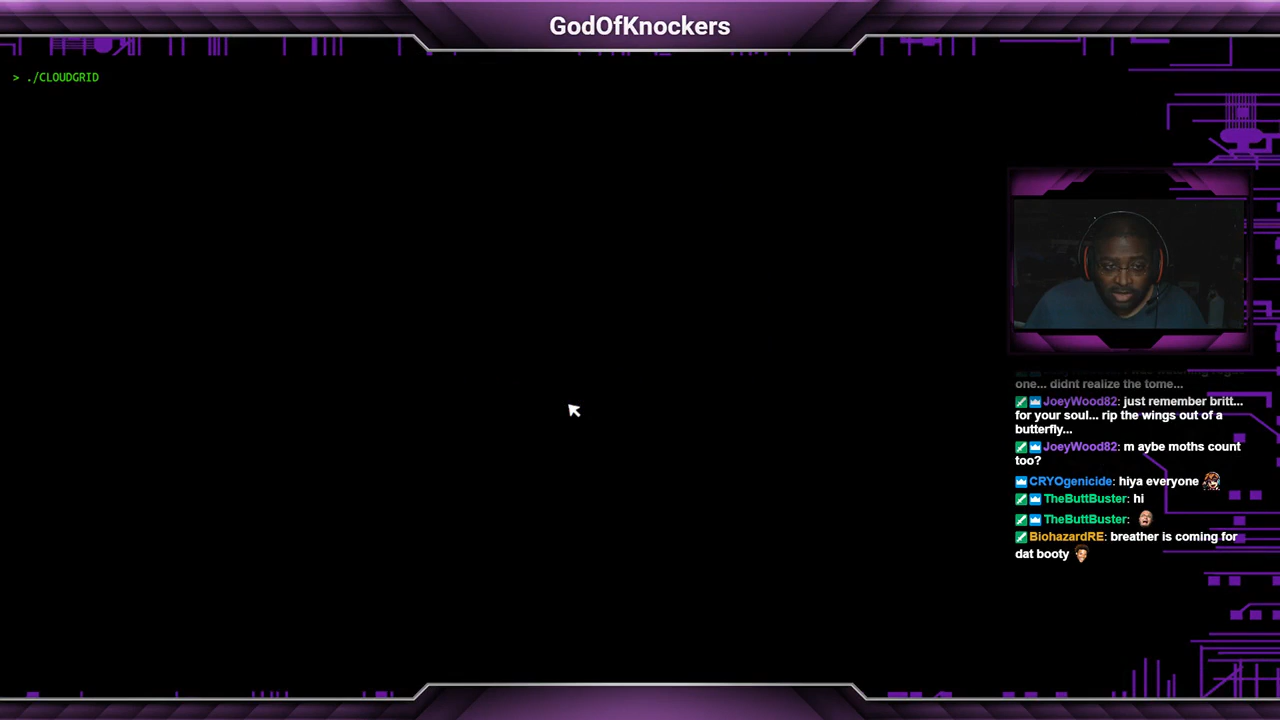 GodOfKnockers
> ./CLOUDGRID
one... didnt realize the tome...
JoeyWood82: just remember britt...
for your soul... rip the wings out of a
butterfly...
JoeyWood82: m aybe moths count
too?
CRYOgenicide: hiya everyone
TheButtBuster: hi
TheButtBuster:
BiohazardRE: breather is coming for
dat booty